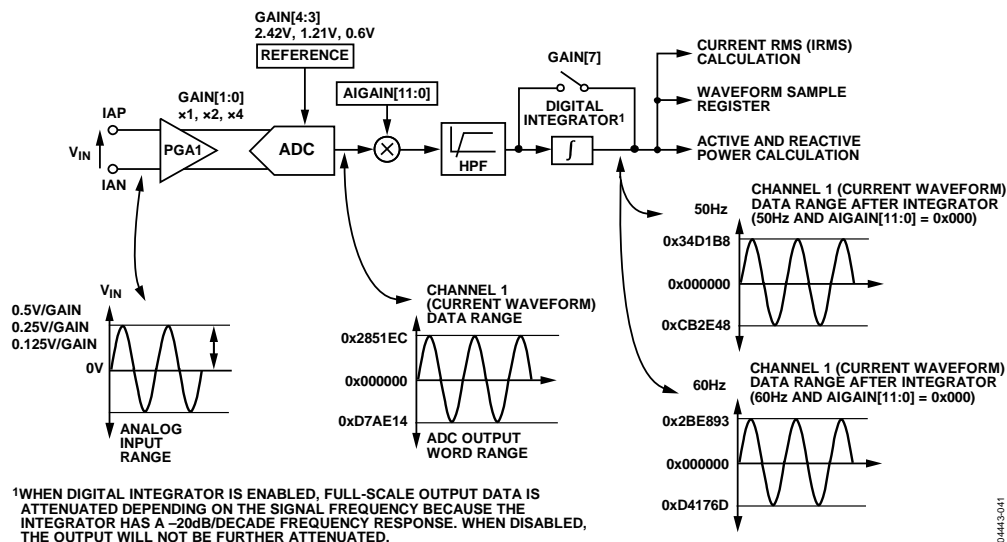 GAIN[4:3]
2.42V, 1.21V, 0.6V
REFERENCE
GAIN[1:0]
×1, ×2, ×4
AIGAIN[11:0]
GAIN[7]
DIGITAL
INTEGRATOR1
∫
IAP
VIN
IAN
PGA1
ADC
HPF
CURRENT RMS (IRMS)
CALCULATION
WAVEFORM SAMPLE
REGISTER
ACTIVE AND REACTIVE
POWER CALCULATION
VIN
0.5V/GAIN
0.25V/GAIN
0.125V/GAIN
0V
ANALOG
INPUT
RANGE
CHANNEL 1
(CURRENT WAVEFORM)
DATA RANGE
0x2851EC
0x000000
0xD7AE14
ADC OUTPUT
WORD RANGE
50Hz
CHANNEL 1 (CURRENT WAVEFORM)
DATA RANGE AFTER INTEGRATOR
(50Hz AND AIGAIN[11:0] = 0x000)
0x34D1B8
0x000000
0xCB2E48
60Hz
CHANNEL 1 (CURRENT WAVEFORM)
DATA RANGE AFTER INTEGRATOR
(60Hz AND AIGAIN[11:0] = 0x000)
0x2BE893
0x000000
0xD4176D
1WHEN DIGITAL INTEGRATOR IS ENABLED, FULL-SCALE OUTPUT DATA IS
ATTENUATED DEPENDING ON THE SIGNAL FREQUENCY BECAUSE THE
INTEGRATOR HAS A –20dB/DECADE FREQUENCY RESPONSE. WHEN DISABLED,
THE OUTPUT WILL NOT BE FURTHER ATTENUATED.
04443-041